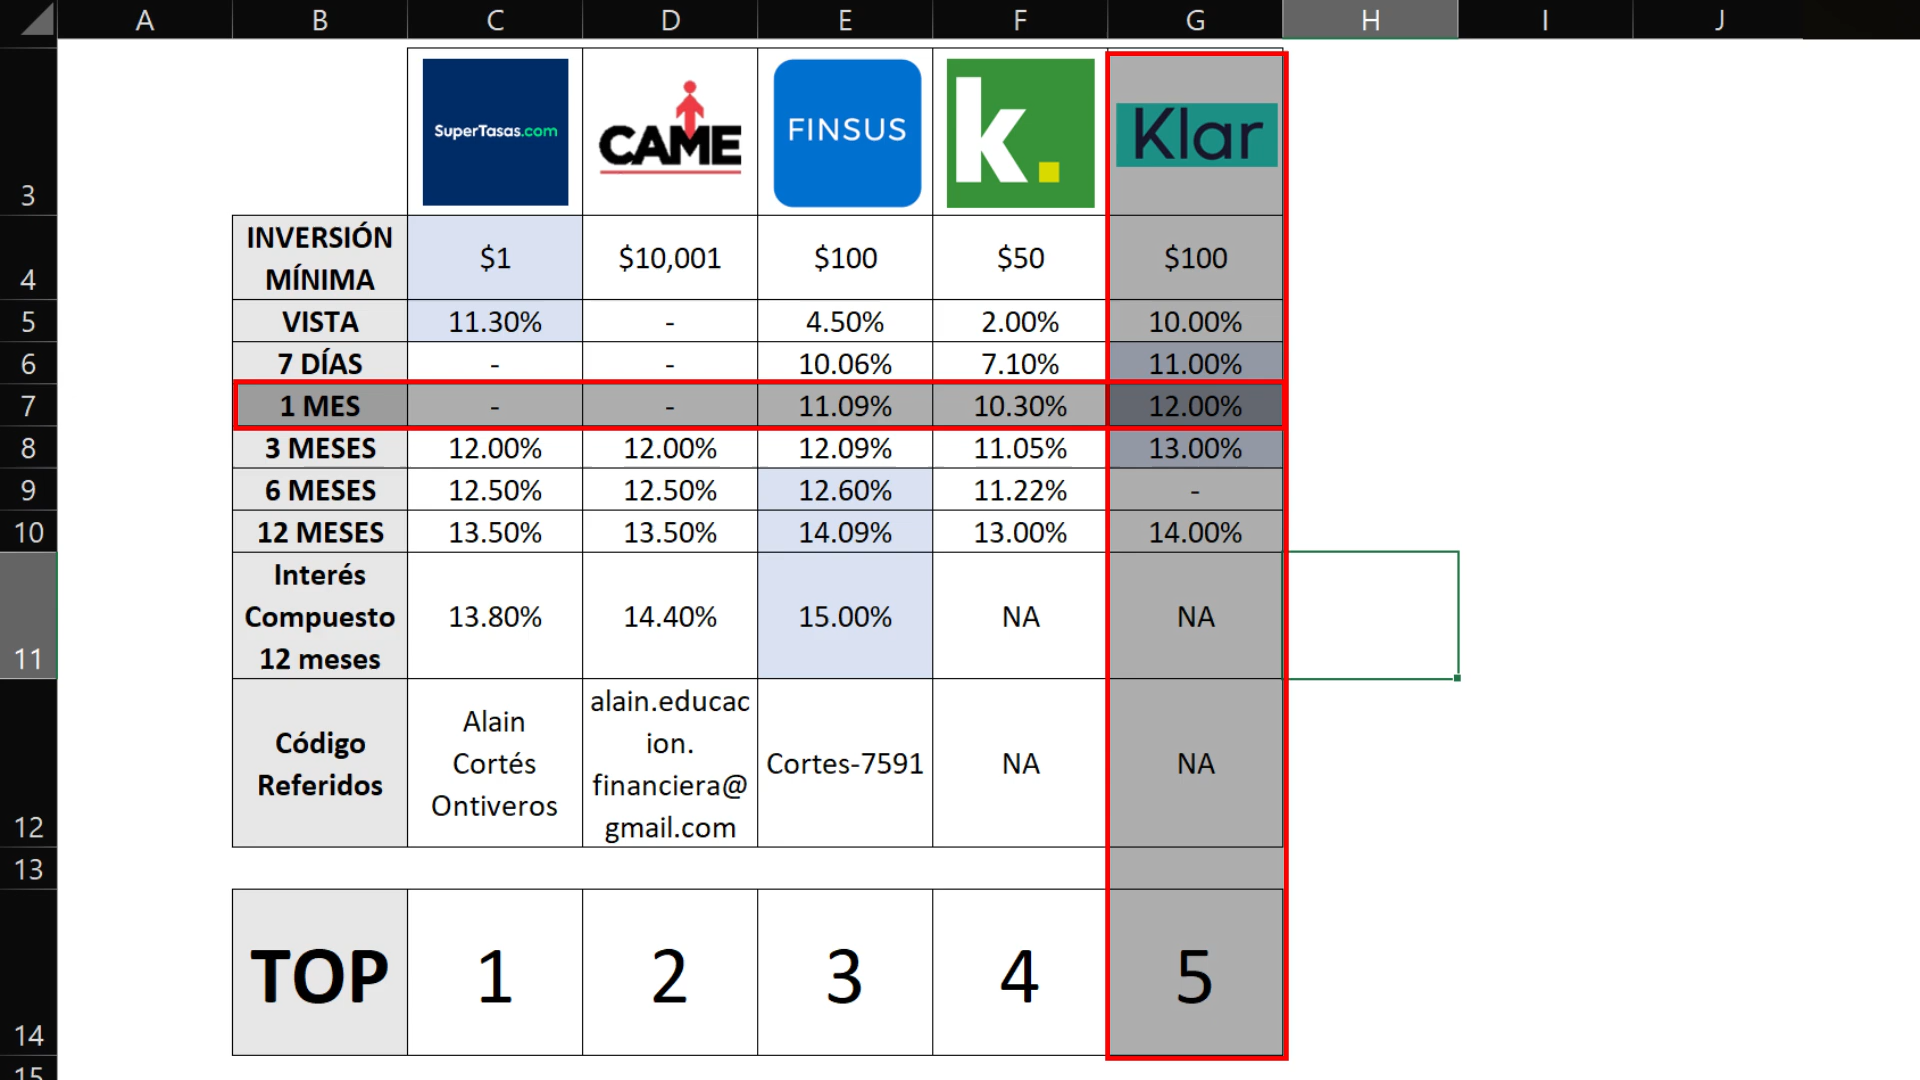 A B C D E F G H I J
3 SuperTasas.com CAME FINSUS k. Klar
INVERSIÓN
MÍNIMA
4 $1 $10,001 $100 $50 $100
5 VISTA 11.30% - 4.50% 2.00% 10.00%
6 7 DÍAS - - 10.06% 7.10% 11.00%
7 1 MES - - 11.09% 10.30% 12.00%
8 3 MESES 12.00% 12.00% 12.09% 11.05% 13.00%
9 6 MESES 12.50% 12.50% 12.60% 11.22% -
10 12 MESES 13.50% 13.50% 14.09% 13.00% 14.00%
Interés
Compuesto
12 meses
11 13.80% 14.40% 15.00% NA NA
Código
Referidos
Alain
Cortés
Ontiveros
alain.educac
ion.
financiera@
gmail.com
Cortes-7591
NA
NA
12
13
14 TOP 1 2 3 4 5
15